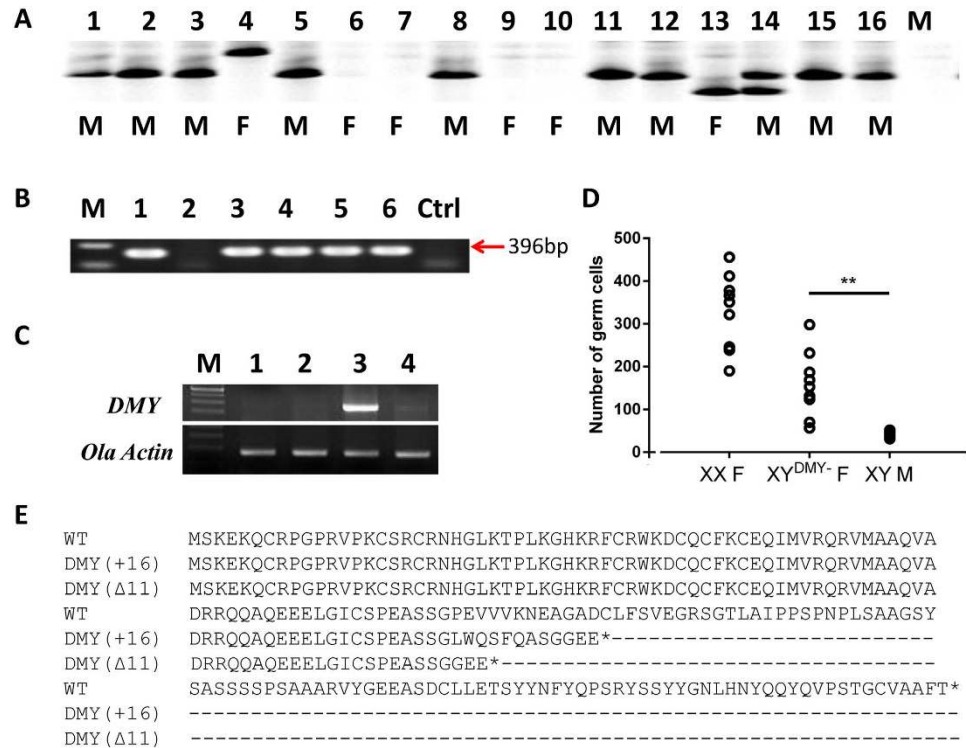 A 1 2 3 4 5 6 7 8 9 10 11 12 13 14 15 16 M
M M M F M F F M F F M M F M M M
B M 1 2 3 4 5 6 Ctrl
396bp
C M 1 2 3 4
DMY
Ola Actin
D
Number of germ cells
500
400
300
200
100
0
**
XX F XY^DMY- F XY M
E
WT MSKEKQCRPGPRVPKCSRCRNHGLKTPLKGHKRFCRWKDCQCFKCEQIMVRQRVMAAQVA
DMY(+16) MSKEKQCRPGPRVPKCSRCRNHGLKTPLKGHKRFCRWKDCQCFKCEQIMVRQRVMAAQVA
DMY(Δ11) MSKEKQCRPGPRVPKCSRCRNHGLKTPLKGHKRFCRWKDCQCFKCEQIMVRQRVMAAQVA
WT DRRQQAQEEELGICSPEASSGPEVVVKNEAGADCLFSVEGRSGTLAIPPSPNPLSAAGSY
DMY(+16) DRRQQAQEEELGICSPEASSGLWQSFQASGGEE*--------------------------
DMY(Δ11) DRRQQAQEEELGICSPEASSGGEE*-----------------------------------
WT SASSSSPSAAARVYGEEASDCLLETSYYNFYQPSRYSSYYGNLHNYQQYQVPSTGCVAAFT*
DMY(+16) --------------------------------------------------------------
DMY(Δ11) --------------------------------------------------------------